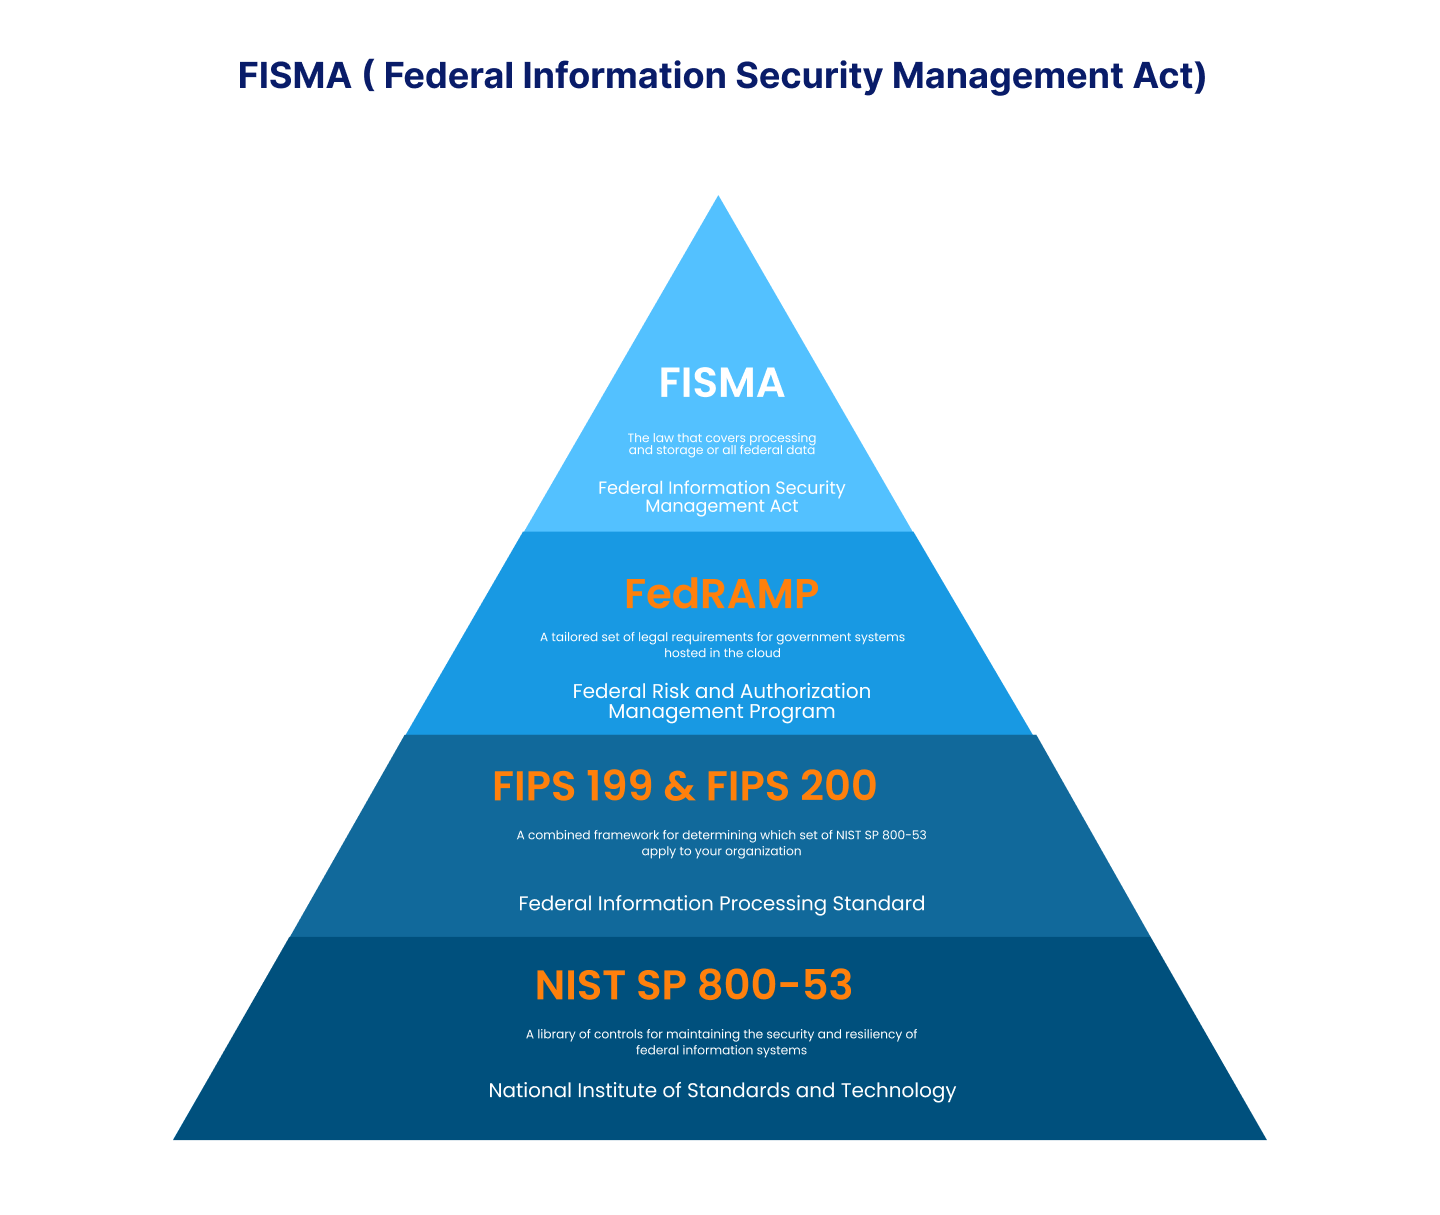 FISMA ( Federal Information Security Management Act)
FISMA
The law that covers processing
and storage or all federal data
Federal Information Security
Management Act
FedRAMP
A tailored set of legal requirements for government systems
hosted in the cloud
Federal Risk and Authorization
Management Program
FIPS 199 & FIPS 200
A combined framework for determining which set of NIST SP 800-53
apply to your organization
Federal Information Processing Standard
NIST SP 800-53
A library of controls for maintaining the security and resiliency of
federal information systems
National Institute of Standards and Technology